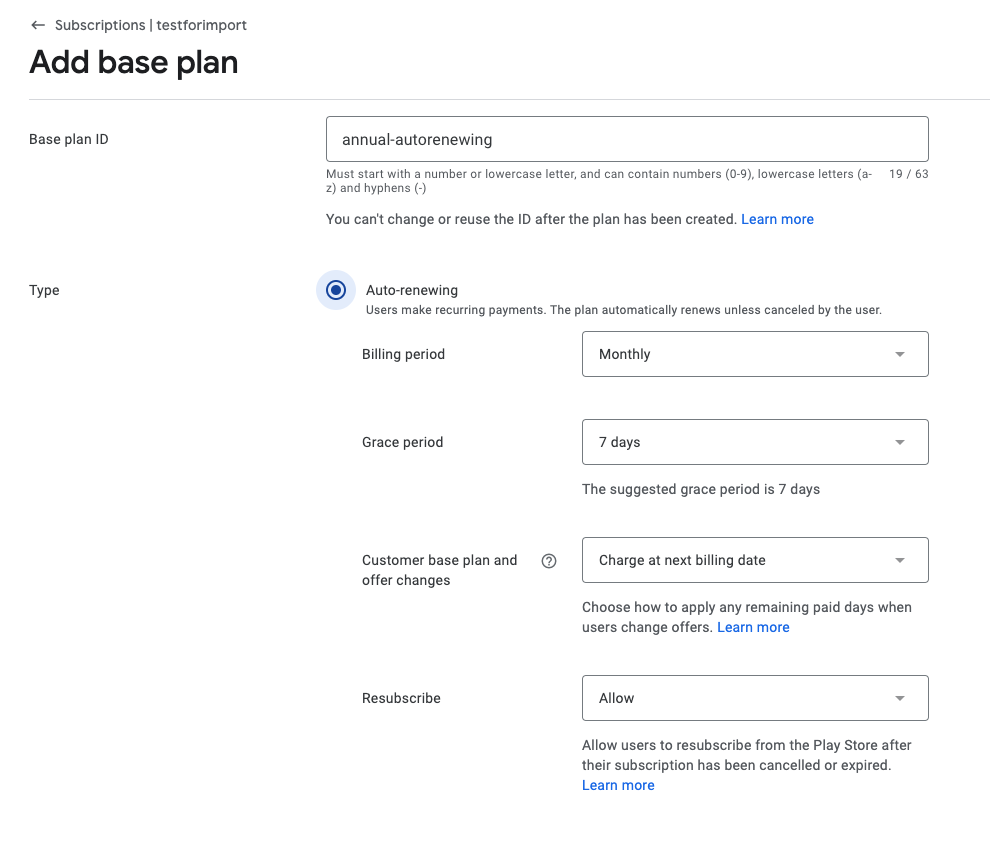 Subscriptions | testforimport
Add base plan
Base plan ID
annual-autorenewing
Must start with a number or lowercase letter, and can contain numbers (0-9), lowercase letters (a-
z) and hyphens (-)
19 / 63
You can't change or reuse the ID after the plan has been created. Learn more
Type
Auto-renewing
Users make recurring payments. The plan automatically renews unless canceled by the user.
Billing period
Monthly
Grace period
7 days
The suggested grace period is 7 days
Customer base plan and
offer changes
Charge at next billing date
Choose how to apply any remaining paid days when
users change offers. Learn more
Resubscribe
Allow
Allow users to resubscribe from the Play Store after
their subscription has been cancelled or expired.
Learn more